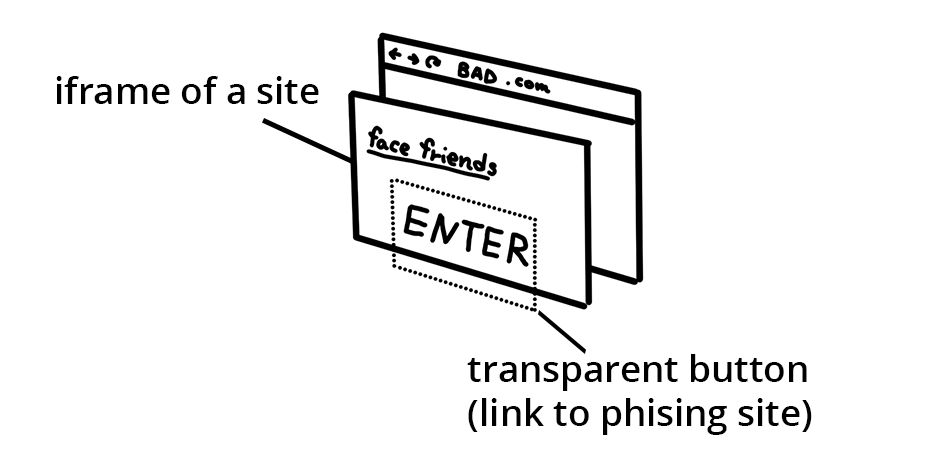 BAD.com
iframe of a site
face friends
ENTER
transparent button
(link to phising site)